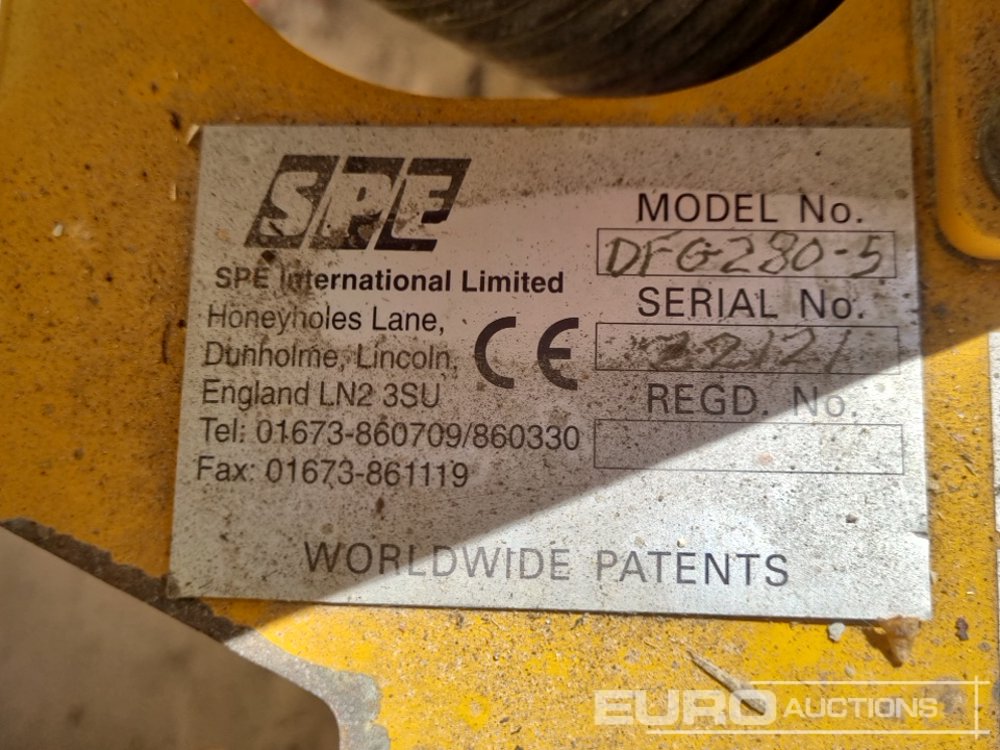 SPE
SPE International Limited
Honeyholes Lane,
Dunholme, Lincoln,
England LN2 3SU
Tel: 01673-860709/860330
Fax: 01673-861119
CE
MODEL No.
DFG280-5
SERIAL No.
22121
REGD. No.
WORLDWIDE PATENTS
EURO AUCTIONS